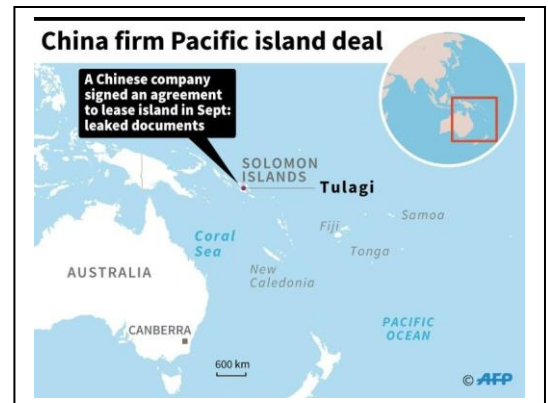 China firm Pacific island deal
A Chinese company
signed an agreement
to lease island in Sept:
leaked documents
SOLOMON
ISLANDS
Tulagi
Samoa
Fiji
Coral
Sea
Tonga
AUSTRALIA
New
Caledonia
PACIFIC
OCEAN
CANBERRA
600 km
© AFP